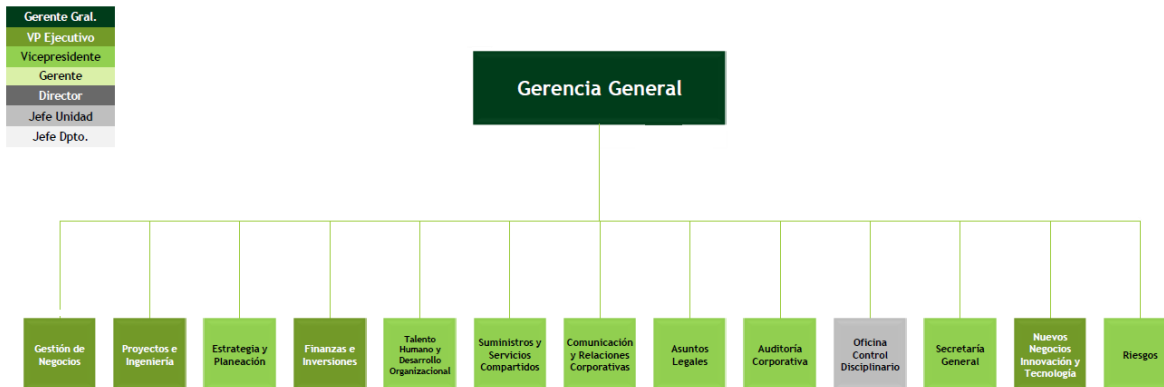 Gerente Gral.
VP Ejecutivo
Vicepresidente
Gerente
Director
Jefe Unidad
Jefe Dpto.
Gerencia General
Gestión de
Negocios
Proyectos e
Ingeniería
Estrategia y
Planeación
Finanzas e
Inversiones
Talento
Humano y
Desarrollo
Organizacional
Suministros y
Servicios
Compartidos
Comunicación
y Relaciones
Corporativas
Asuntos
Legales
Auditoría
Corporativa
Oficina
Control
Disciplinario
Secretaría
General
Nuevos
Negocios
Innovación y
Tecnología
Riesgos